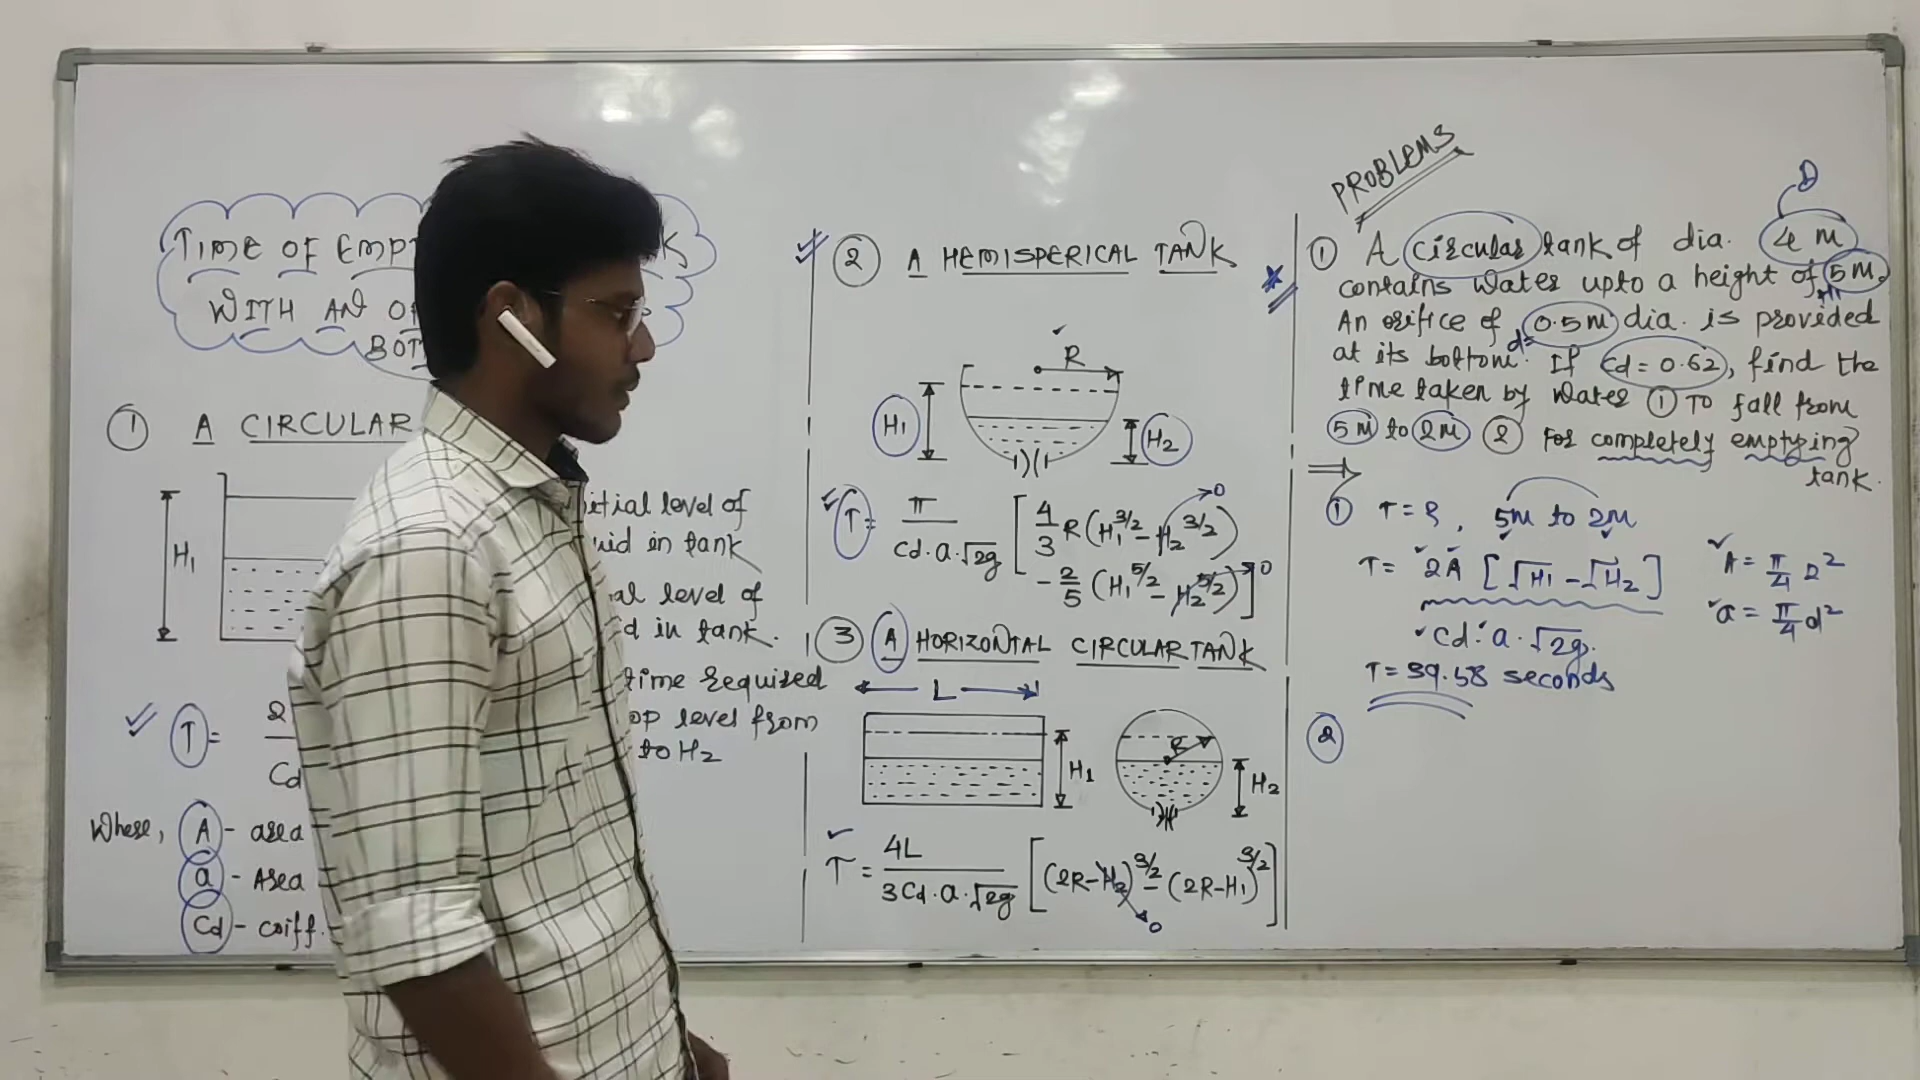 TIME OF EMP
K
WITH AN O
BOT
① A CIRCULAR
H₁
itial level of
uid in tank
al level of
d in tank.
time required
op level from
to H₂
T = 2
Cd
Where, A - area
a - Area
Cd - coiff.
② A HEMISPERICAL TANK
R
H₁
H₂
T = π / Cd·a·√2g [ 4/3 R (H₁^3/2 - H₂^3/2) → 0
- 2/5 (H₁^5/2 - H₂^5/2) ] → 0
③ A HORIZONTAL CIRCULAR TANK
L
R
H₁
H₂
T = 4L / 3Cd·a·√2g [ (2R-H₂)^3/2 - (2R-H₁)^3/2 ]
0
PROBLEMS
D
① A circular tank of dia. 4 m
contains water upto a height of 5 m.
An orifice of 0.5 m dia. is provided
d=
at its bottom. If Cd = 0.62, find the
time taken by water ① To fall from
5 m to 2 m ② For completely emptying
tank.
① T = ?, 5m to 2m
T = 2A [√H₁ - √H₂]
Cd·a·√2g.
A = π/4 D²
a = π/4 d²
T = 39.58 seconds
②